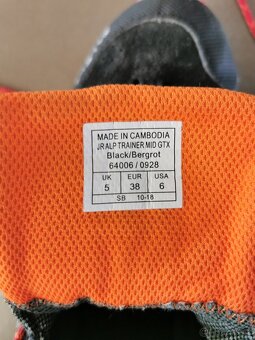 MADE IN CAMBODIA
JR ALP TRAINER MID GTX
Black/Bergrot
64006 / 0928
UK EUR USA
5 38 6
SB 10-18